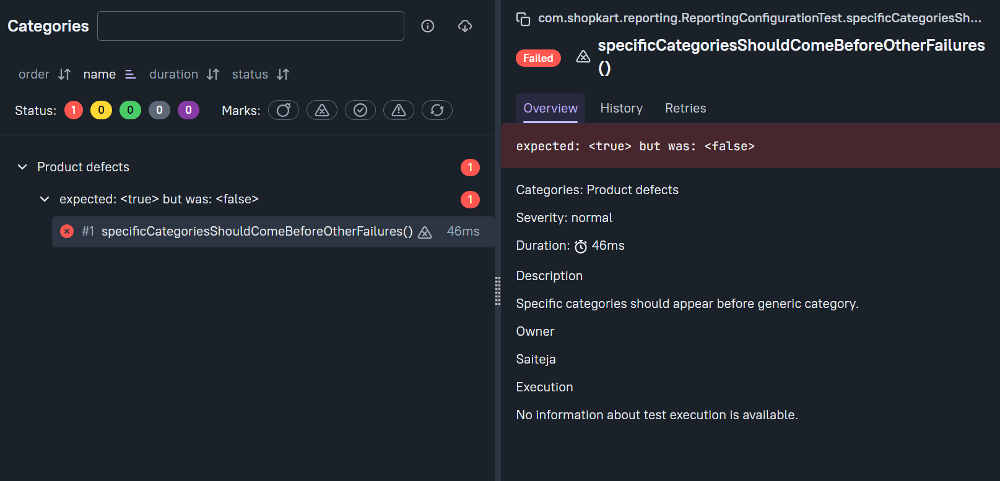 Categories
order name duration status
Status: 1 0 0 0 0 Marks:
Product defects 1
expected: <true> but was: <false> 1
#1 specificCategoriesShouldComeBeforeOtherFailures() 46ms
com.shopkart.reporting.ReportingConfigurationTest.specificCategoriesSh...
Failed
specificCategoriesShouldComeBeforeOtherFailures
()
Overview History Retries
expected: <true> but was: <false>
Categories: Product defects
Severity: normal
Duration: 46ms
Description
Specific categories should appear before generic category.
Owner
Saiteja
Execution
No information about test execution is available.